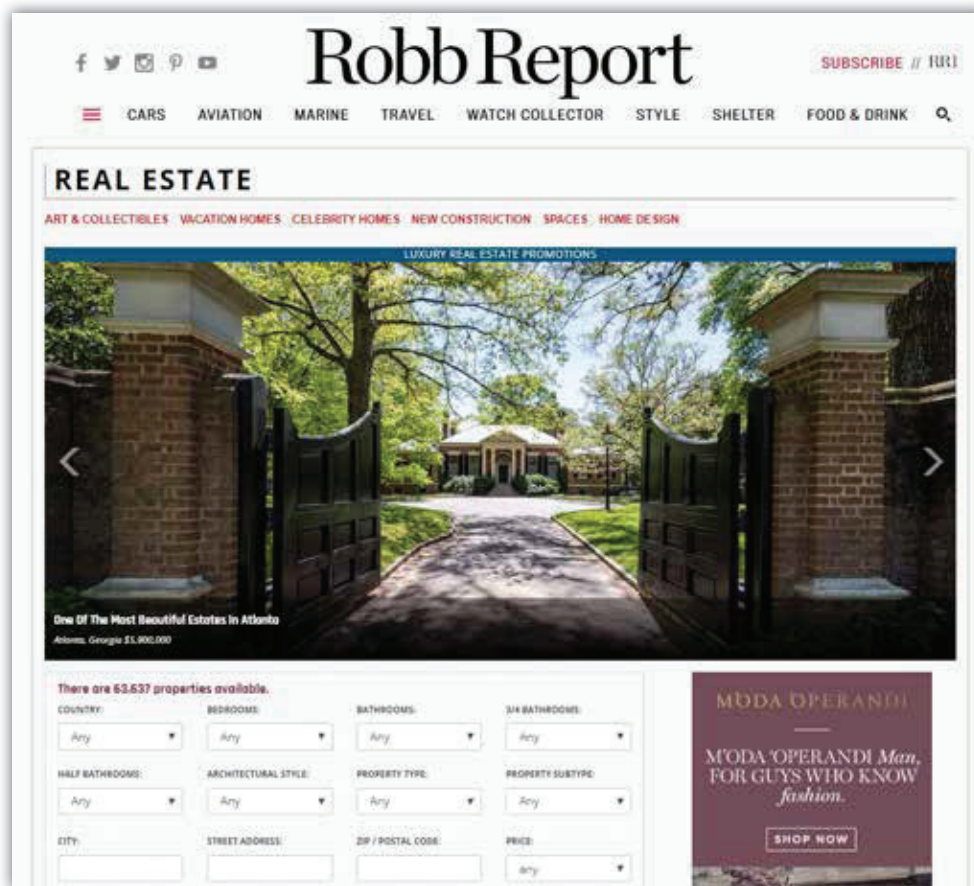 Robb Report
SUBSCRIBE // RR1
CARS AVIATION MARINE TRAVEL WATCH COLLECTOR STYLE SHELTER FOOD & DRINK
REAL ESTATE
ART & COLLECTIBLES VACATION HOMES CELEBRITY HOMES NEW CONSTRUCTION SPACES HOME DESIGN
LUXURY REAL ESTATE PROMOTIONS
One Of The Most Beautiful Estates In Atlanta
Atlanta, Georgia $5,900,000
There are 63,637 properties available.
COUNTRY: BEDROOMS: BATHROOMS: 3/4 BATHROOMS:
Any Any Any Any
HALF BATHROOMS: ARCHITECTURAL STYLE: PROPERTY TYPE: PROPERTY SUBTYPE:
Any Any Any Any
CITY: STREET ADDRESS: ZIP / POSTAL CODE: PRICE:
Any
MODA OPERANDI
M'ODA 'OPERANDI Man,
FOR GUYS WHO KNOW
fashion.
SHOP NOW